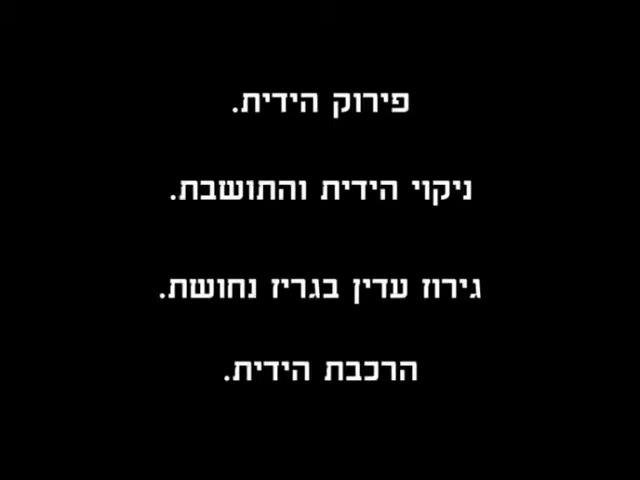 פירוק הידית.
ניקוי הידית והתושבת.
גירוז עדין בגריז נחושת.
הרכבת הידית.